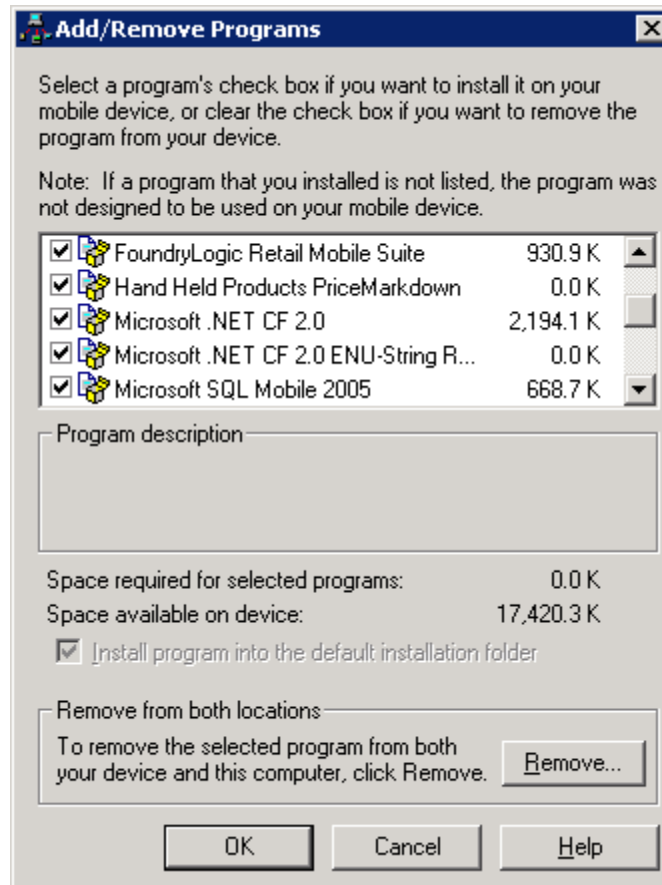 Add/Remove Programs
Select a program's check box if you want to install it on your
mobile device, or clear the check box if you want to remove the
program from your device.
Note: If a program that you installed is not listed, the program was
not designed to be used on your mobile device.
FoundryLogic Retail Mobile Suite 930.9 K
Hand Held Products PriceMarkdown 0.0 K
Microsoft .NET CF 2.0 2,194.1 K
Microsoft .NET CF 2.0 ENU-String R... 0.0 K
Microsoft SQL Mobile 2005 668.7 K
Program description
Space required for selected programs: 0.0 K
Space available on device: 17,420.3 K
Install program into the default installation folder
Remove from both locations
To remove the selected program from both
your device and this computer, click Remove.
Remove...
OK Cancel Help